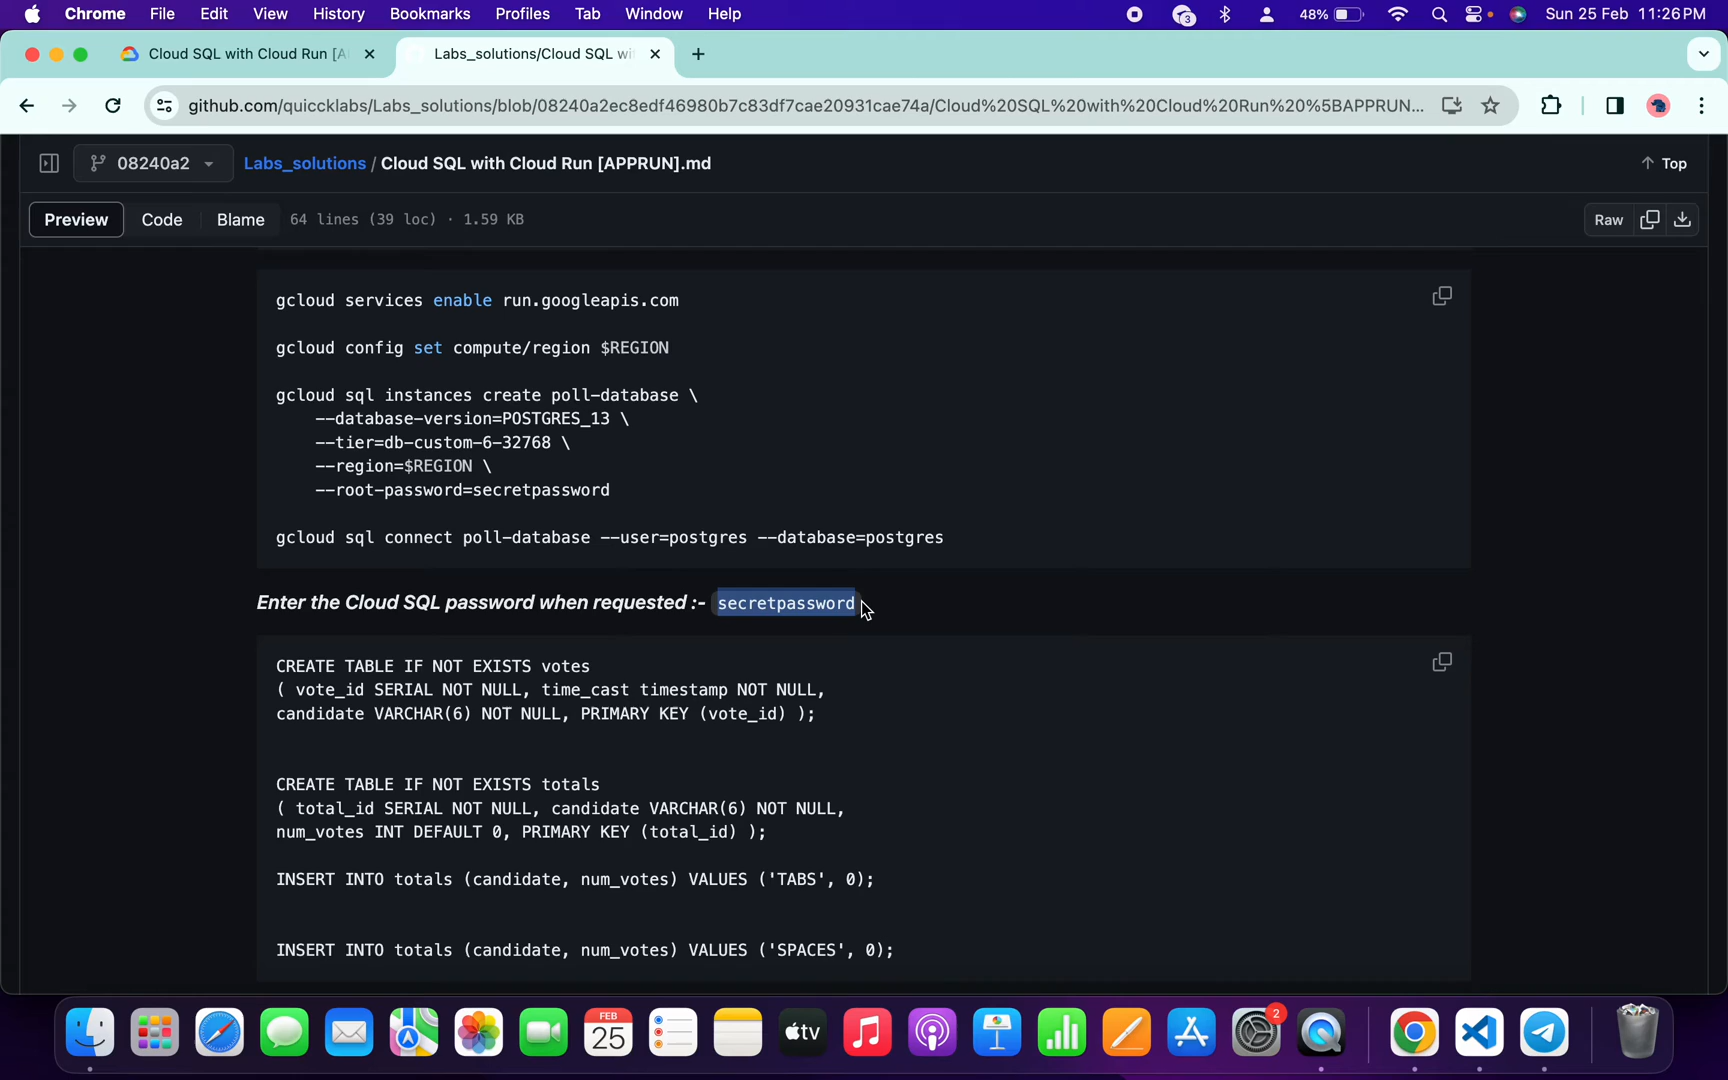 Chrome File Edit View History Bookmarks Profiles Tab Window Help 3 48% Sun 25 Feb 11:26 PM
Cloud SQL with Cloud Run [A Labs_solutions/Cloud SQL wi
github.com/quiccklabs/Labs_solutions/blob/08240a2ec8edf46980b7c83df7cae20931cae74a/Cloud%20SQL%20with%20Cloud%20Run%20%5BAPPRUN...
08240a2 Labs_solutions / Cloud SQL with Cloud Run [APPRUN].md Top
Preview Code Blame 64 lines (39 loc) · 1.59 KB Raw
gcloud services enable run.googleapis.com
gcloud config set compute/region $REGION
gcloud sql instances create poll-database \
--database-version=POSTGRES_13 \
--tier=db-custom-6-32768 \
--region=$REGION \
--root-password=secretpassword
gcloud sql connect poll-database --user=postgres --database=postgres
Enter the Cloud SQL password when requested :- secretpassword
CREATE TABLE IF NOT EXISTS votes
( vote_id SERIAL NOT NULL, time_cast timestamp NOT NULL,
candidate VARCHAR(6) NOT NULL, PRIMARY KEY (vote_id) );
CREATE TABLE IF NOT EXISTS totals
( total_id SERIAL NOT NULL, candidate VARCHAR(6) NOT NULL,
num_votes INT DEFAULT 0, PRIMARY KEY (total_id) );
INSERT INTO totals (candidate, num_votes) VALUES ('TABS', 0);
INSERT INTO totals (candidate, num_votes) VALUES ('SPACES', 0);
FEB
25
tv
2